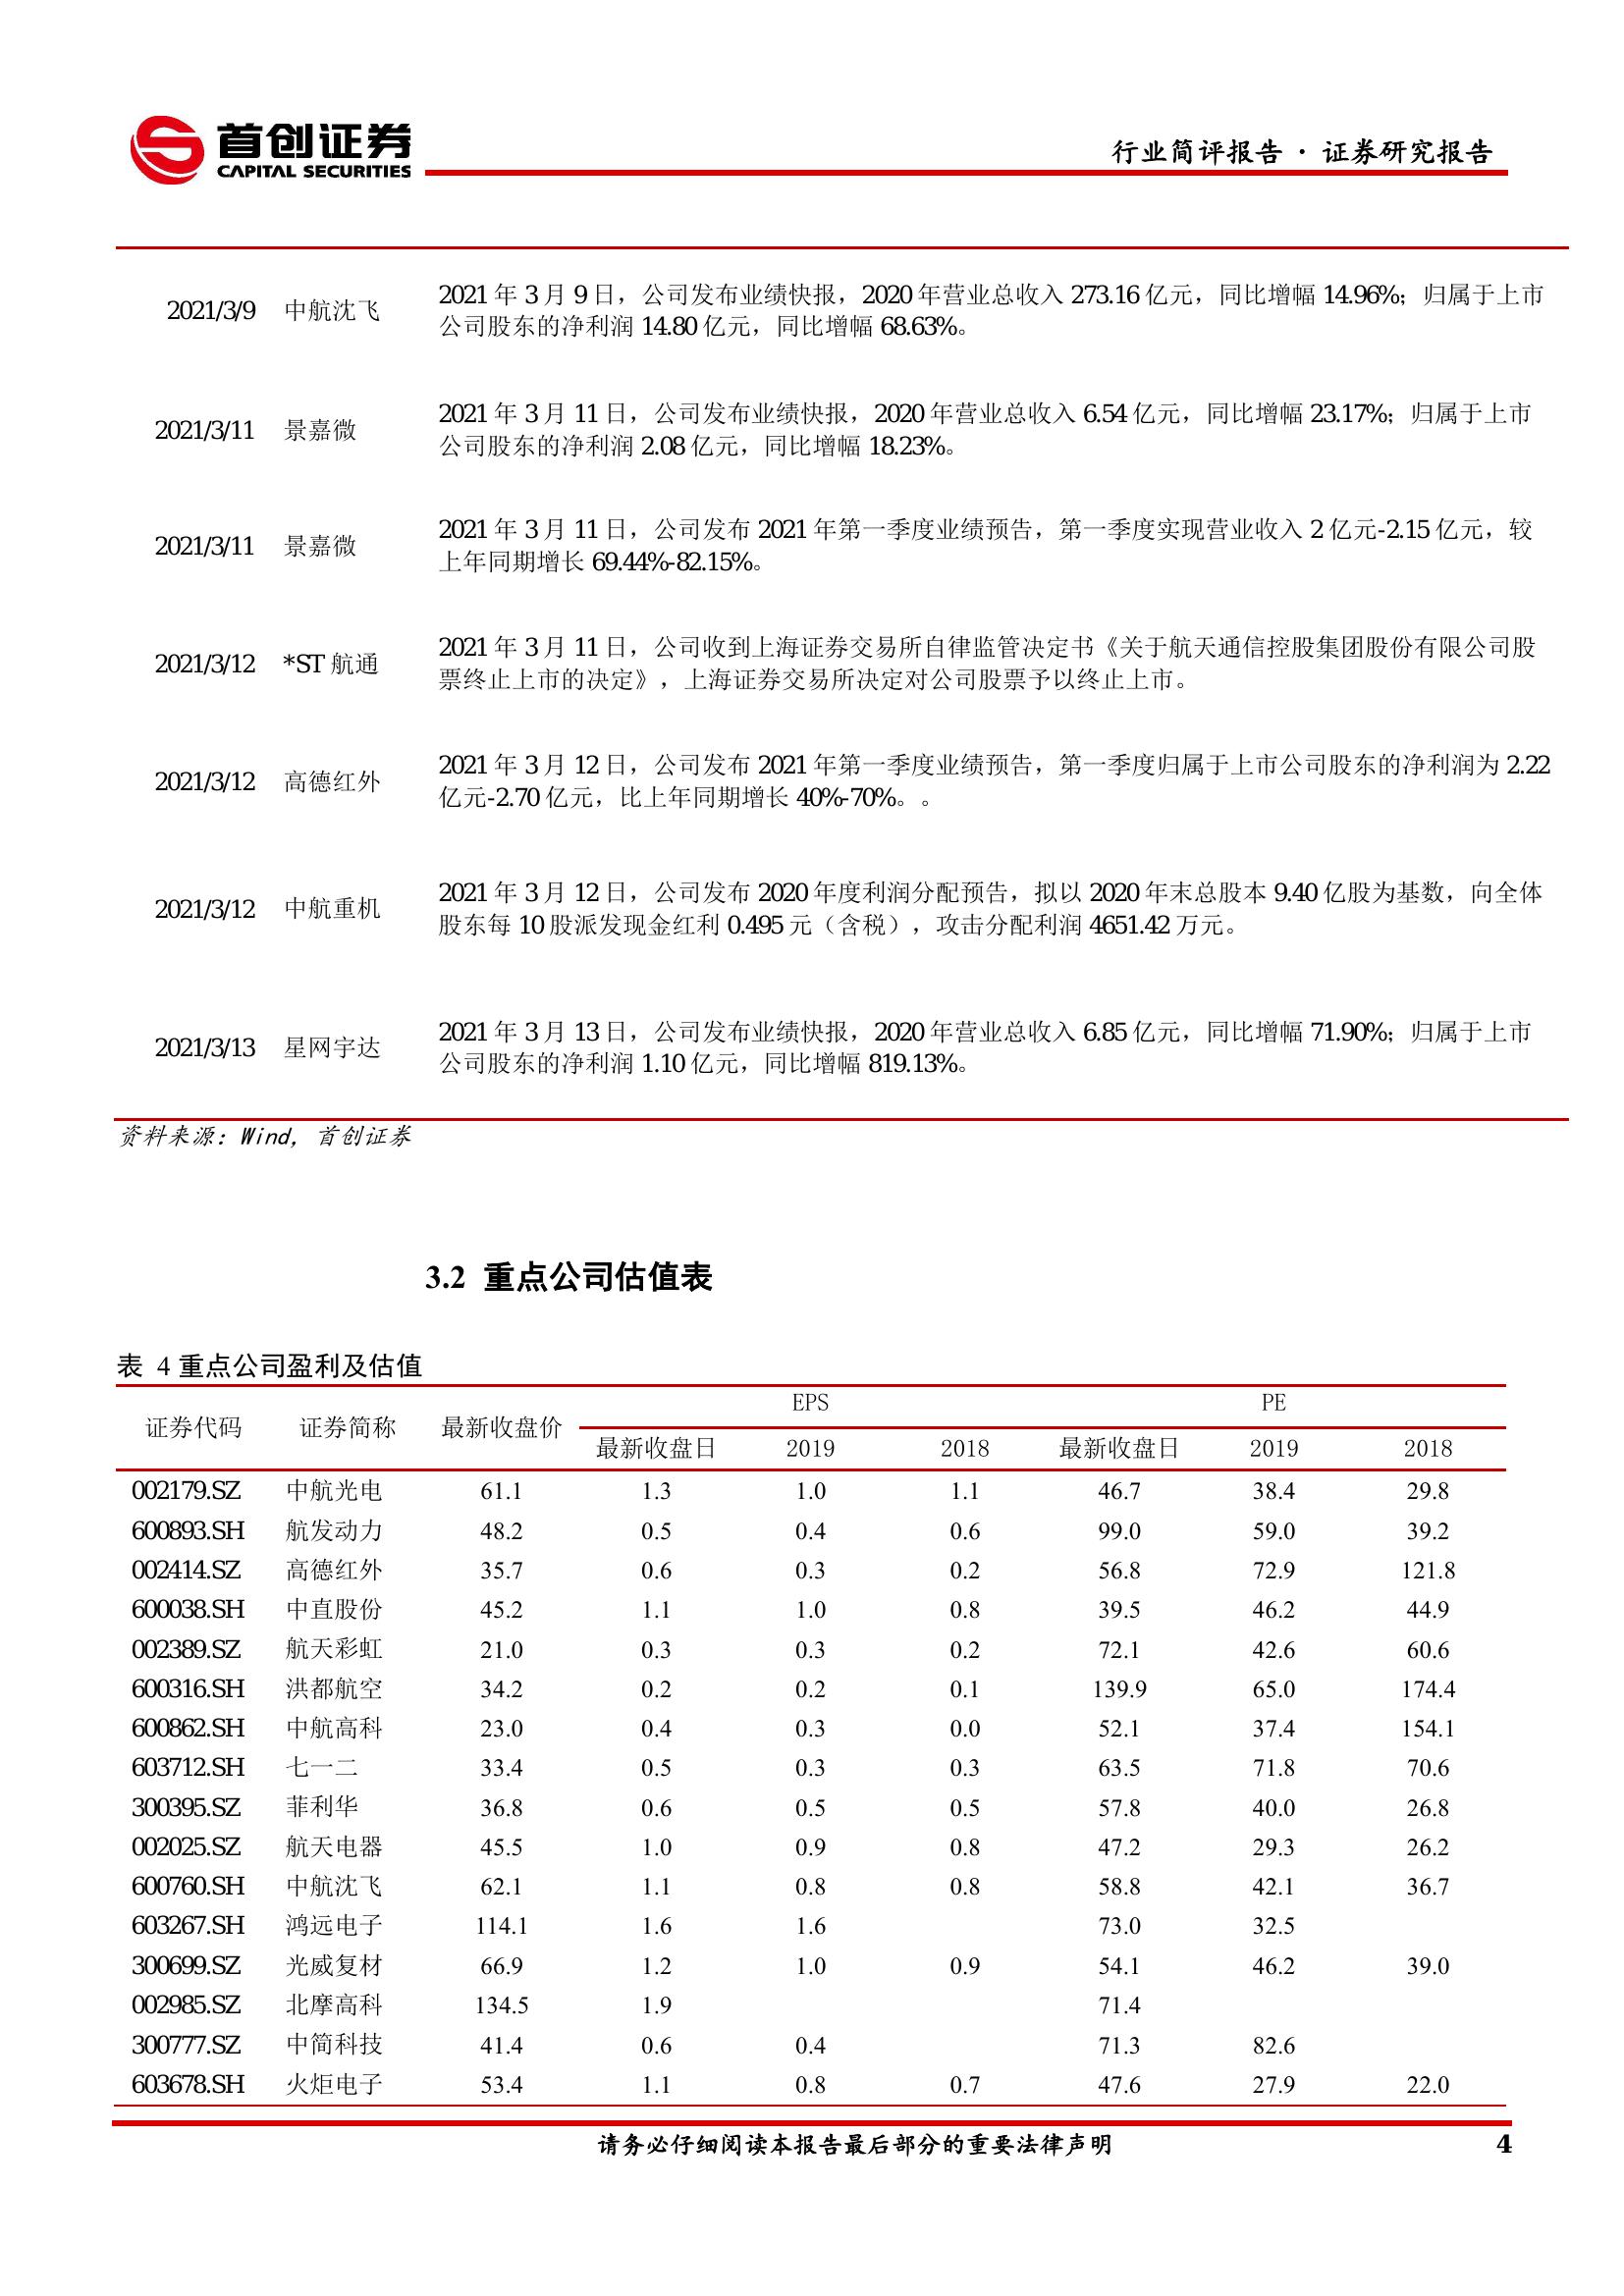 首创证券
CAPITAL SECURITIES
行业简评报告 · 证券研究报告
2021/3/9 中航沈飞 2021 年 3 月 9 日，公司发布业绩快报，2020 年营业总收入 273.16 亿元，同比增幅 14.96%；归属于上市
公司股东的净利润 14.80 亿元，同比增幅 68.63%。
2021/3/11 景嘉微 2021 年 3 月 11 日，公司发布业绩快报，2020 年营业总收入 6.54 亿元，同比增幅 23.17%；归属于上市
公司股东的净利润 2.08 亿元，同比增幅 18.23%。
2021/3/11 景嘉微 2021 年 3 月 11 日，公司发布 2021 年第一季度业绩预告，第一季度实现营业收入 2 亿元-2.15 亿元，较
上年同期增长 69.44%-82.15%。
2021/3/12 *ST 航通 2021 年 3 月 11 日，公司收到上海证券交易所自律监管决定书《关于航天通信控股集团股份有限公司股
票终止上市的决定》，上海证券交易所决定对公司股票予以终止上市。
2021/3/12 高德红外 2021 年 3 月 12 日，公司发布 2021 年第一季度业绩预告，第一季度归属于上市公司股东的净利润为 2.22
亿元-2.70 亿元，比上年同期增长 40%-70%。。
2021/3/12 中航重机 2021 年 3 月 12 日，公司发布 2020 年度利润分配预告，拟以 2020 年末总股本 9.40 亿股为基数，向全体
股东每 10 股派发现金红利 0.495 元（含税），攻击分配利润 4651.42 万元。
2021/3/13 星网宇达 2021 年 3 月 13 日，公司发布业绩快报，2020 年营业总收入 6.85 亿元，同比增幅 71.90%；归属于上市
公司股东的净利润 1.10 亿元，同比增幅 819.13%。
资料来源：Wind，首创证券
3.2 重点公司估值表
表 4 重点公司盈利及估值
EPS PE
证券代码 证券简称 最新收盘价
最新收盘日 2019 2018 最新收盘日 2019 2018
002179.SZ 中航光电 61.1 1.3 1.0 1.1 46.7 38.4 29.8
600893.SH 航发动力 48.2 0.5 0.4 0.6 99.0 59.0 39.2
002414.SZ 高德红外 35.7 0.6 0.3 0.2 56.8 72.9 121.8
600038.SH 中直股份 45.2 1.1 1.0 0.8 39.5 46.2 44.9
002389.SZ 航天彩虹 21.0 0.3 0.3 0.2 72.1 42.6 60.6
600316.SH 洪都航空 34.2 0.2 0.2 0.1 139.9 65.0 174.4
600862.SH 中航高科 23.0 0.4 0.3 0.0 52.1 37.4 154.1
603712.SH 七一二 33.4 0.5 0.3 0.3 63.5 71.8 70.6
300395.SZ 菲利华 36.8 0.6 0.5 0.5 57.8 40.0 26.8
002025.SZ 航天电器 45.5 1.0 0.9 0.8 47.2 29.3 26.2
600760.SH 中航沈飞 62.1 1.1 0.8 0.8 58.8 42.1 36.7
603267.SH 鸿远电子 114.1 1.6 1.6 73.0 32.5
300699.SZ 光威复材 66.9 1.2 1.0 0.9 54.1 46.2 39.0
002985.SZ 北摩高科 134.5 1.9 71.4
300777.SZ 中简科技 41.4 0.6 0.4 71.3 82.6
603678.SH 火炬电子 53.4 1.1 0.8 0.7 47.6 27.9 22.0
请务必仔细阅读本报告最后部分的重要法律声明 4